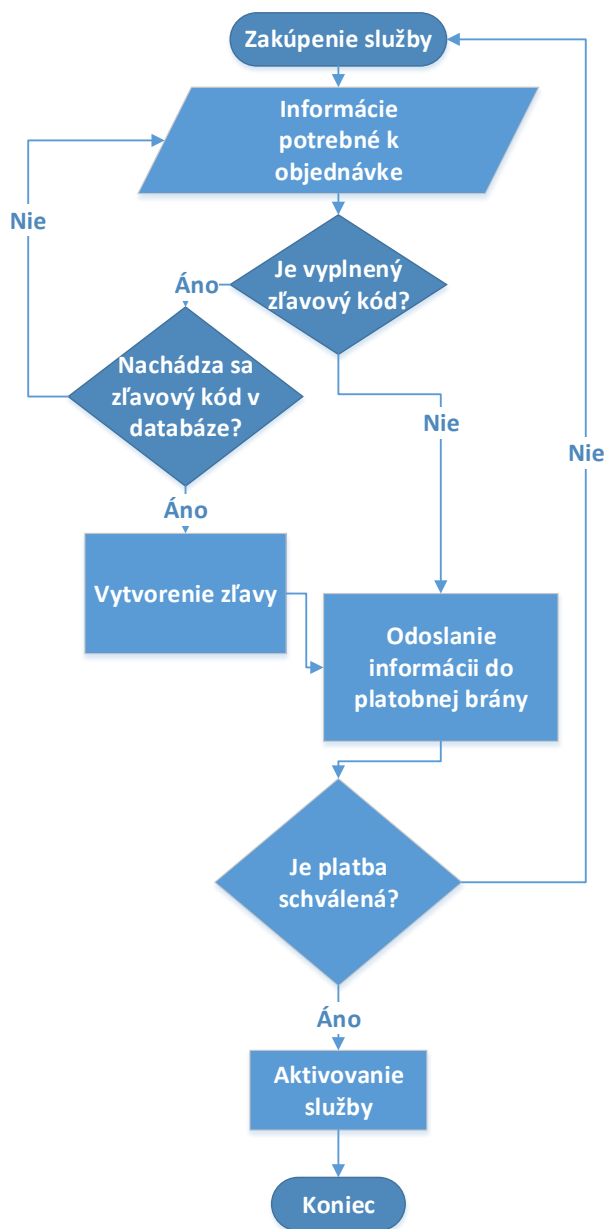 Zakúpenie služby
Informácie
potrebné k
objednávke
Nie
Je vyplnený
zľavový kód?
Áno
Nachádza sa
zľavový kód v
databáze?
Nie
Nie
Áno
Vytvorenie zľavy
Odoslanie
informácii do
platobnej brány
Je platba
schválená?
Áno
Aktivovanie
služby
Koniec